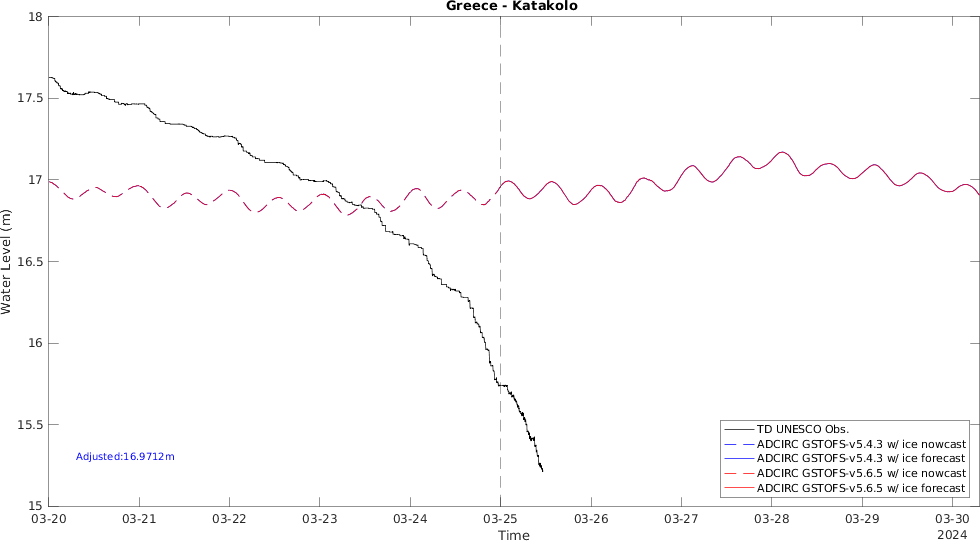 Greece - Katakolo
18
17.5
17
16.5
16
15.5
15
Water Level (m)
Adjusted:16.9712m
TD UNESCO Obs.
ADCIRC GSTOFS-v5.4.3 w/ ice nowcast
ADCIRC GSTOFS-v5.4.3 w/ ice forecast
ADCIRC GSTOFS-v5.6.5 w/ ice nowcast
ADCIRC GSTOFS-v5.6.5 w/ ice forecast
03-20 03-21 03-22 03-23 03-24 03-25 03-26 03-27 03-28 03-29 03-30
Time 2024